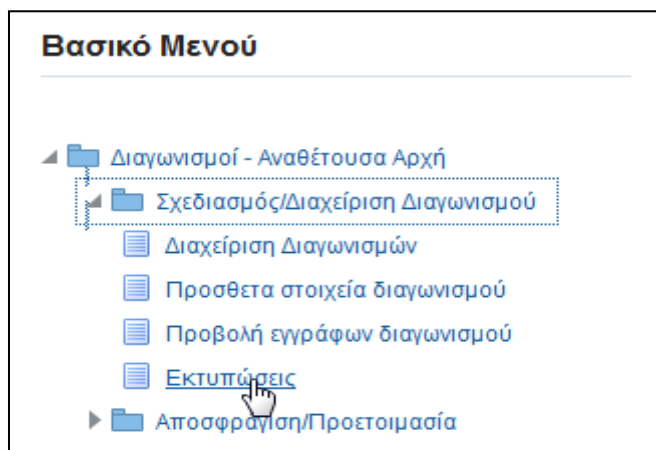 Βασικό Μενού
Διαγωνισμοί - Αναθέτουσα Αρχή
Σχεδιασμός/Διαχείριση Διαγωνισμού
Διαχείριση Διαγωνισμών
Προσθετα στοιχεία διαγωνισμού
Προβολή εγγράφων διαγωνισμού
Εκτυπώσεις
Αποσφράγιση/Προετοιμασία